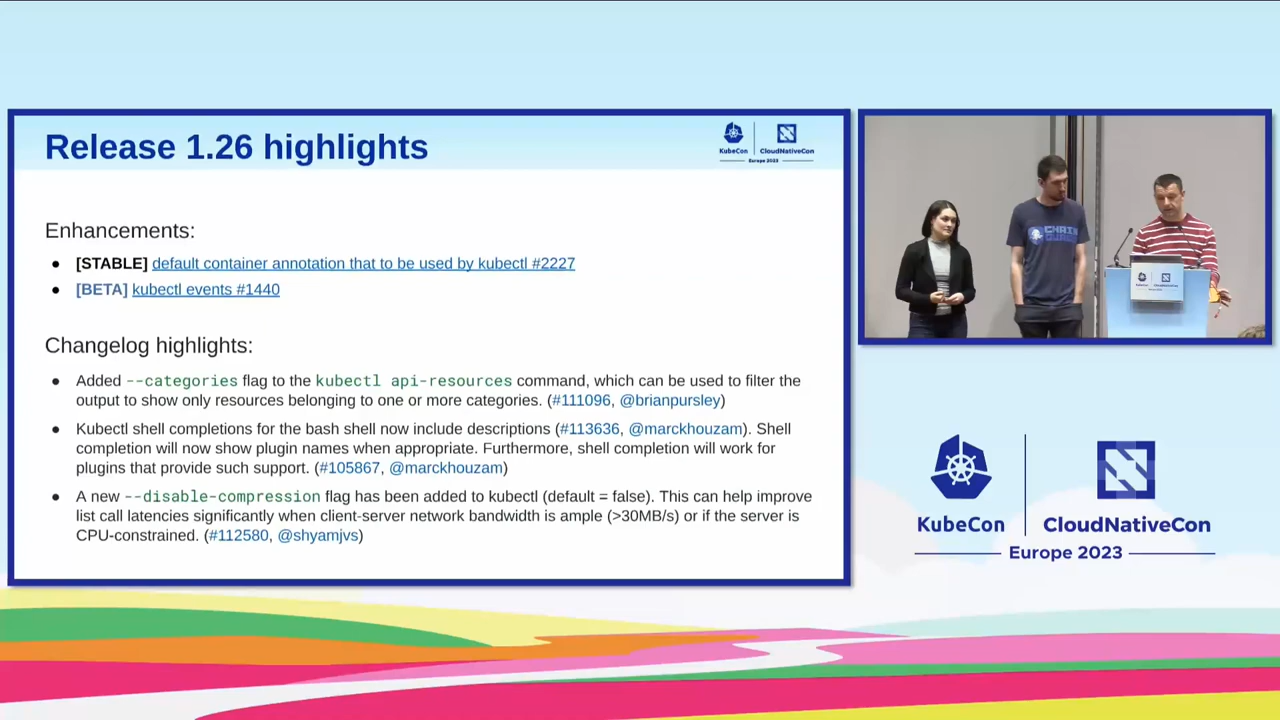 Release 1.26 highlights
KubeCon
CloudNativeCon
Europe 2023
Enhancements:
● [STABLE] default container annotation that to be used by kubectl #2227
● [BETA] kubectl events #1440
Changelog highlights:
● Added --categories flag to the kubectl api-resources command, which can be used to filter the
output to show only resources belonging to one or more categories. (#111096, @brianpursley)
● Kubectl shell completions for the bash shell now include descriptions (#113636, @marckhouzam). Shell
completion will now show plugin names when appropriate. Furthermore, shell completion will work for
plugins that provide such support. (#105867, @marckhouzam)
● A new --disable-compression flag has been added to kubectl (default = false). This can help improve
list call latencies significantly when client-server network bandwidth is ample (>30MB/s) or if the server is
CPU-constrained. (#112580, @shyamjvs)
CHAIN
KubeCon
CloudNativeCon
Europe 2023